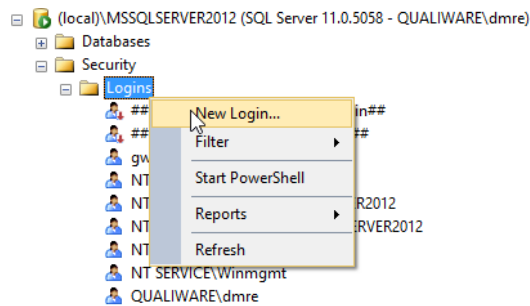 (local)\MSSQLSERVER2012 (SQL Server 11.0.5058 - QUALIWARE\dmre)
Databases
Security
Logins
## in##
New Login...
## ##
Filter
gw
NT
Start PowerShell
NT R2012
Reports
NT RVER2012
NT
Refresh
NT SERVICE\Winmgmt
QUALIWARE\dmre